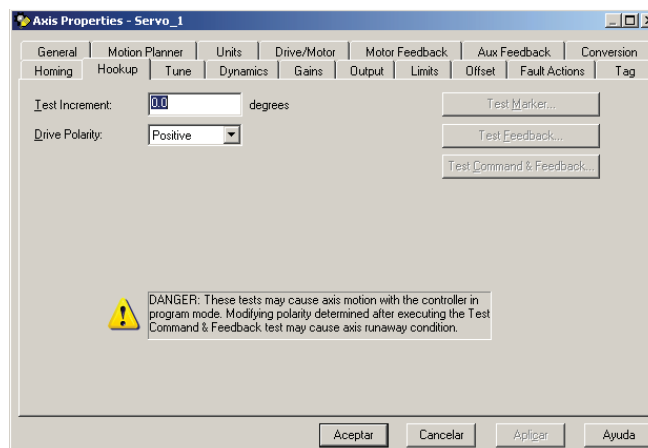 Axis Properties - Servo_1
General Motion Planner Units Drive/Motor Motor Feedback Aux Feedback Conversion
Homing Hookup Tune Dynamics Gains Output Limits Offset Fault Actions Tag
Test Increment: 0.0 degrees Test Marker...
Drive Polarity: Positive Test Feedback...
Test Command & Feedback...
DANGER: These tests may cause axis motion with the controller in
program mode. Modifying polarity determined after executing the Test
Command & Feedback test may cause axis runaway condition.
Aceptar Cancelar Aplicar Ayuda